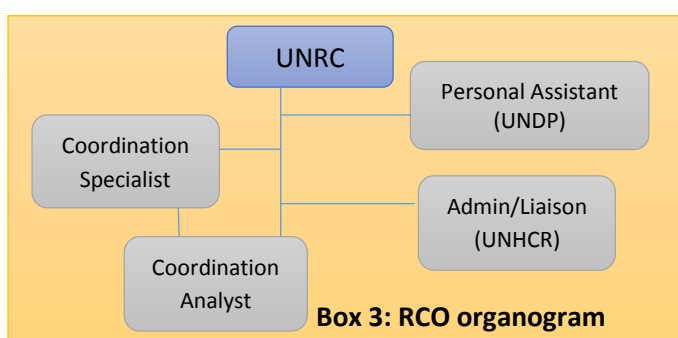 UNRC
Personal Assistant
(UNDP)
Coordination
Specialist
Admin/Liaison
(UNHCR)
Coordination
Analyst
Box 3: RCO organogram